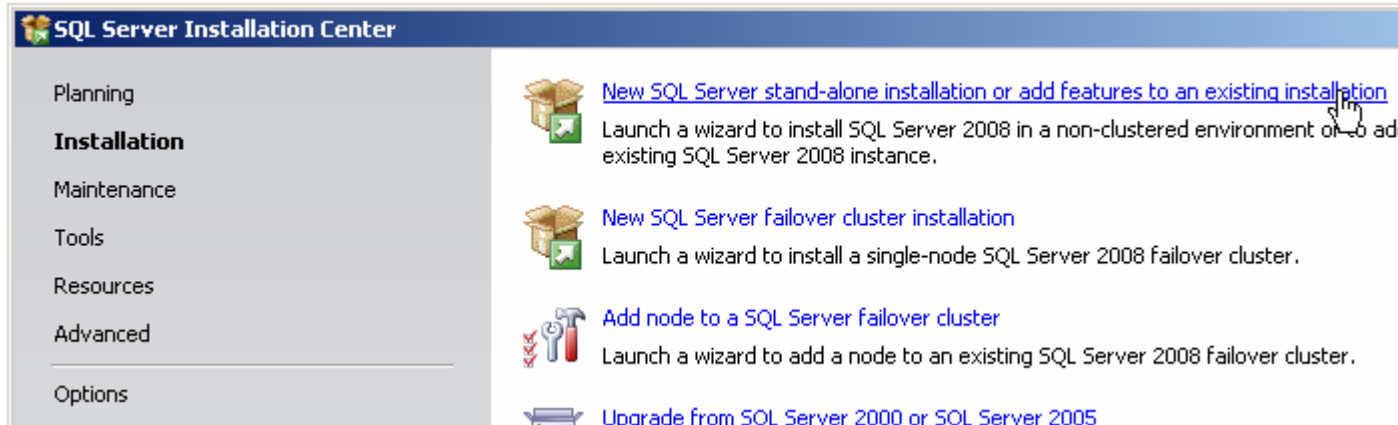 SQL Server Installation Center
Planning
Installation
Maintenance
Tools
Resources
Advanced
Options
New SQL Server stand-alone installation or add features to an existing installation
Launch a wizard to install SQL Server 2008 in a non-clustered environment or to ad
existing SQL Server 2008 instance.
New SQL Server failover cluster installation
Launch a wizard to install a single-node SQL Server 2008 failover cluster.
Add node to a SQL Server failover cluster
Launch a wizard to add a node to an existing SQL Server 2008 failover cluster.
Upgrade from SQL Server 2000 or SQL Server 2005